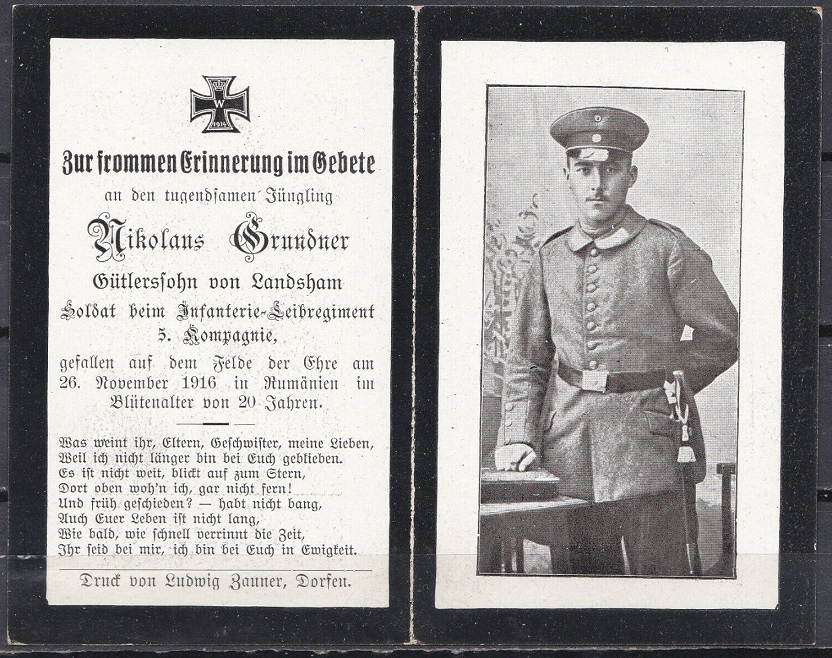 W
1914
Zur frommen Erinnerung im Gebete
an den tugendsamen Jüngling
Nikolaus Grundner
Gütlerssohn von Landsham
Soldat beim Infanterie-Leibregiment
5. Kompagnie,
gefallen auf dem Felde der Ehre am
26. November 1916 in Rumänien im
Blütenalter von 20 Jahren.
Was weint ihr, Eltern, Geschwister, meine Lieben,
Weil ich nicht länger bin bei Euch geblieben.
Es ist nicht weit, blickt auf zum Stern,
Dort oben woh'n ich, gar nicht fern!
Und früh geschieden? — habt nicht bang,
Auch Euer Leben ist nicht lang,
Wie bald, wie schnell verrinnt die Zeit,
Ihr seid bei mir, ich bin bei Euch in Ewigkeit.
Druck von Ludwig Zauner, Dorfen.